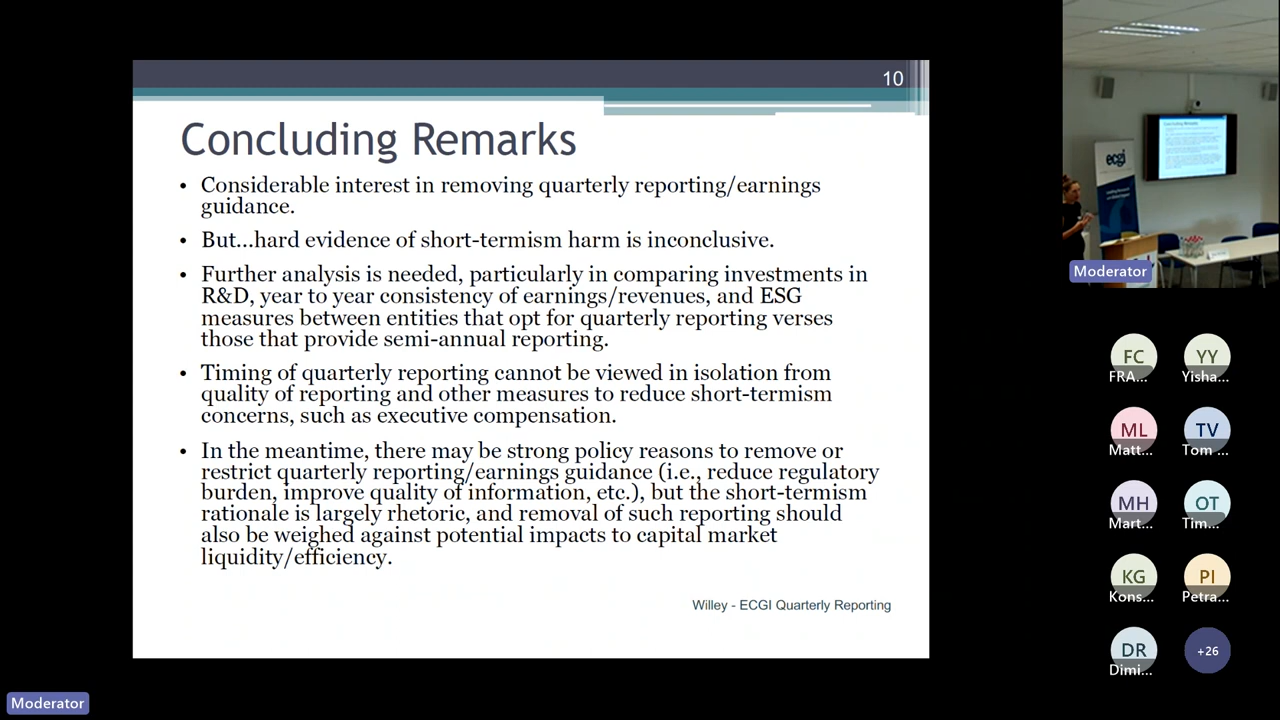 10
Concluding Remarks
• Considerable interest in removing quarterly reporting/earnings
guidance.
• But...hard evidence of short-termism harm is inconclusive.
• Further analysis is needed, particularly in comparing investments in
R&D, year to year consistency of earnings/revenues, and ESG
measures between entities that opt for quarterly reporting verses
those that provide semi-annual reporting.
• Timing of quarterly reporting cannot be viewed in isolation from
quality of reporting and other measures to reduce short-termism
concerns, such as executive compensation.
• In the meantime, there may be strong policy reasons to remove or
restrict quarterly reporting/earnings guidance (i.e., reduce regulatory
burden, improve quality of information, etc.), but the short-termism
rationale is largely rhetoric, and removal of such reporting should
also be weighed against potential impacts to capital market
liquidity/efficiency.
Willey - ECGI Quarterly Reporting
Concluding Remarks
ecgi
Moderator
FC
FRA...
YY
Yisha...
ML
Matt...
TV
Tom ...
MH
Mart...
OT
Tim...
KG
Kons...
PI
Petra...
DR
Dimi...
+26
Moderator